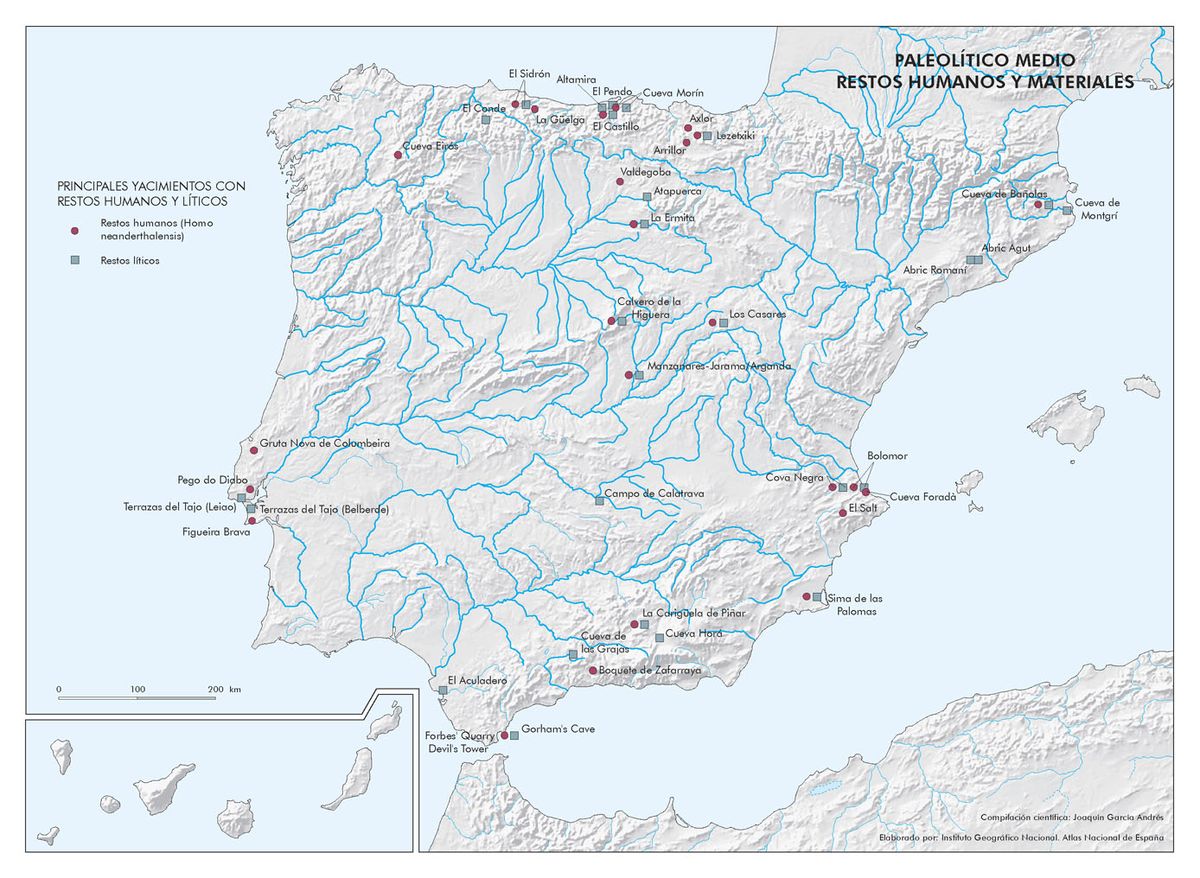 PALEOLÍTICO MEDIO
RESTOS HUMANOS Y MATERIALES
El Sidrón
Altamira
El Pendo
Cueva Morín
El Conde
La Güelga
El Castillo
Axlor
Lezetxiki
Arrillor
Cueva Eirós
Valdegoba
Atapuerca
La Ermita
PRINCIPALES YACIMIENTOS CON
RESTOS HUMANOS Y LÍTICOS
Restos humanos (Homo
neanderthalensis)
Restos líticos
Cueva de Bañolas
Cueva de
Montgrí
Abric Agut
Abric Romaní
Calvero de la
Higuera
Los Casares
Manzanares-Jarama/Arganda
Gruta Nova de Colombeira
Pego do Diabo
Terrazas del Tajo (Leiao)
Terrazas del Tajo (Belberde)
Figueira Brava
Bolomor
Cova Negra
Cueva Foradà
El Salt
Campo de Calatrava
Sima de las
Palomas
La Carigüela de Piñar
Cueva Horá
Cueva de
las Grajas
Boquete de Zafarraya
El Aculadero
Gorham's Cave
Forbes' Quarry
Devil's Tower
0 100 200 km
Compilación científica: Joaquín García Andrés
Elaborado por: Instituto Geográfico Nacional. Atlas Nacional de España